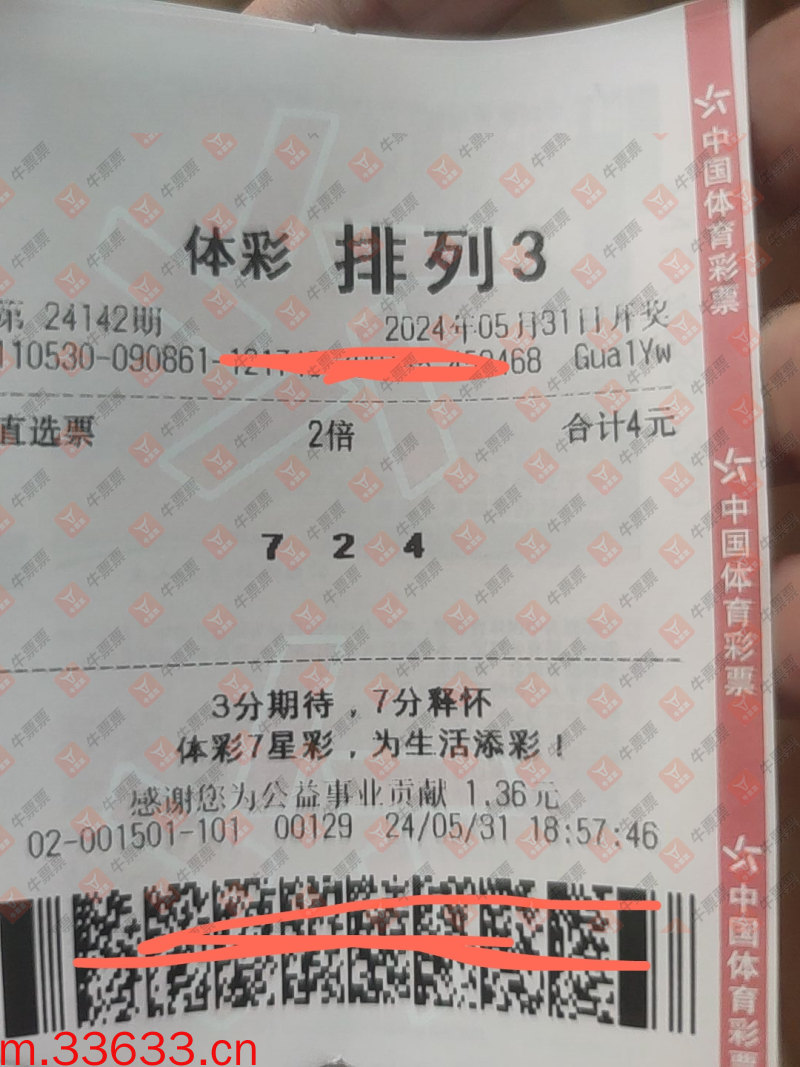 体彩 排列3
第 24142期 2024年05月31日开奖
110530-090861- 468 Gua1Yw
直选票 2倍 合计4元
7 2 4
3分期待，7分释怀
体彩7星彩，为生活添彩！
感谢您为公益事业贡献 1.36元
02-001501-101 00129 24/05/31 18:57:46
中国体育彩票
中国体育彩票
中国体育彩票
牛票票
m.33633.cn